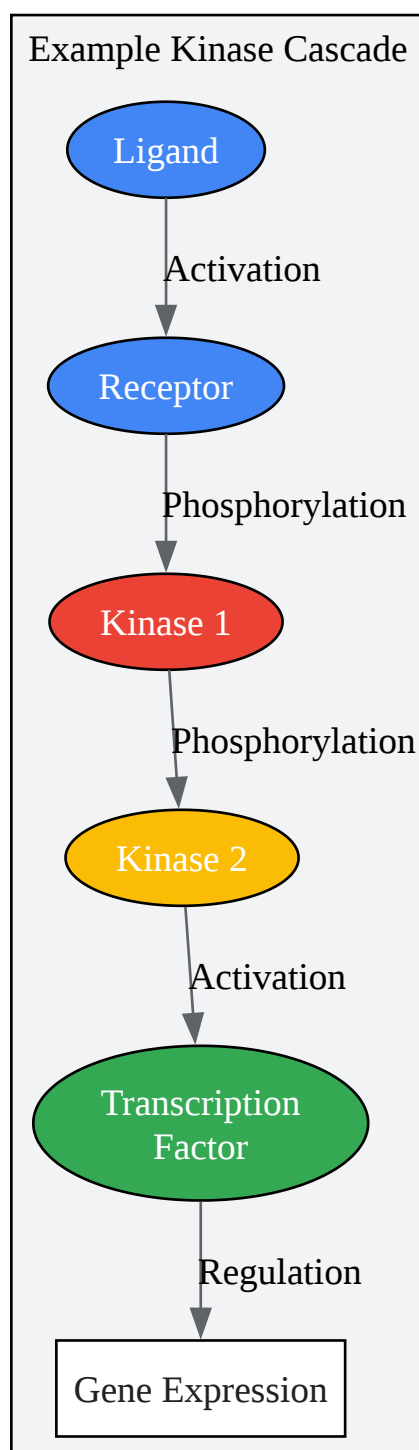 Example Kinase Cascade
Ligand
Activation
Receptor
Phosphorylation
Kinase 1
Phosphorylation
Kinase 2
Activation
Transcription
Factor
Regulation
Gene Expression